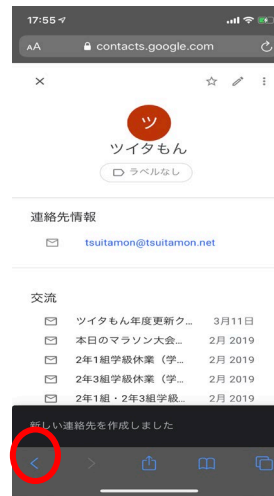 17:55
AA contacts.google.com
ツ
ツイタもん
ラベルなし
連絡先情報
tsuitamon@tsuitamon.net
交流
ツイタもん年度更新ク... 3月11日
本日のマラソン大会... 2月 2019
2年1組学級休業（学... 2月 2019
2年3組学級休業（学... 2月 2019
2年1組・2年3組学級... 2月 2019
新しい連絡先を作成しました